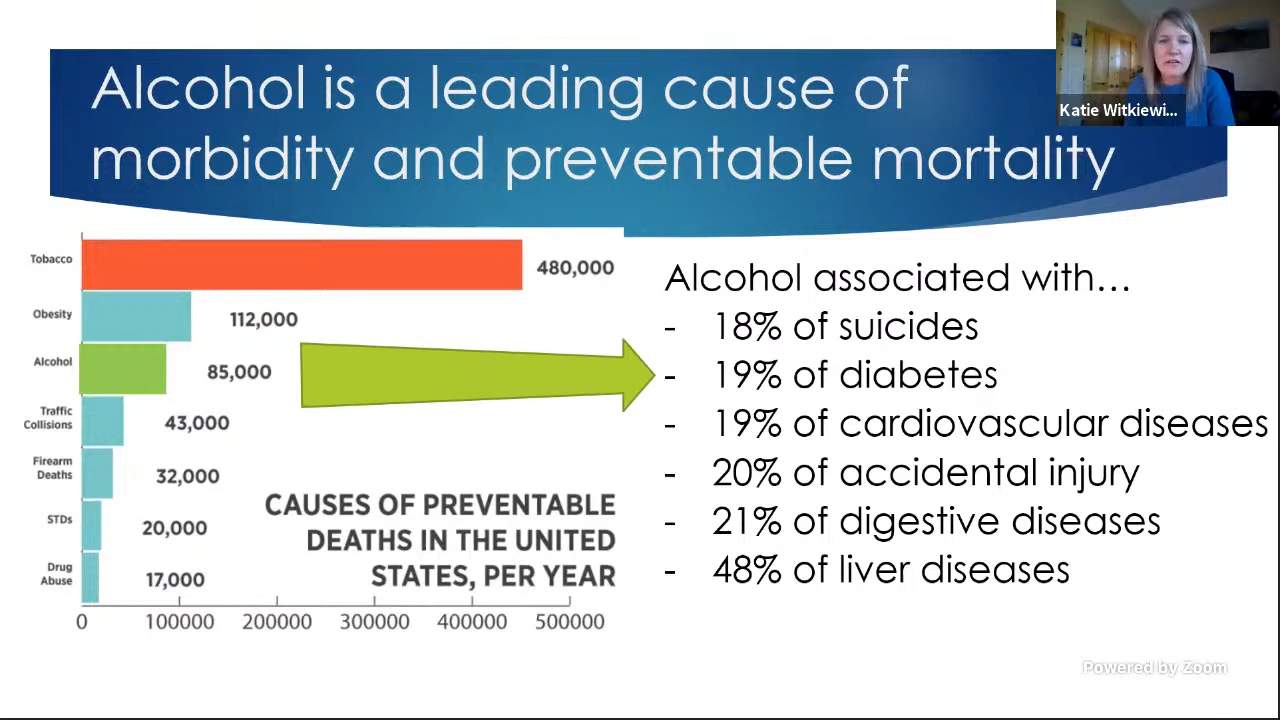 Alcohol is a leading cause of
morbidity and preventable mortality
Katie Witkiewi...
Tobacco
480,000
Obesity
112,000
Alcohol
85,000
Traffic
Collisions
43,000
Firearm
Deaths
32,000
STDs
20,000
Drug
Abuse
17,000
CAUSES OF PREVENTABLE
DEATHS IN THE UNITED
STATES, PER YEAR
0 100000 200000 300000 400000 500000
Alcohol associated with…
- 18% of suicides
- 19% of diabetes
- 19% of cardiovascular diseases
- 20% of accidental injury
- 21% of digestive diseases
- 48% of liver diseases
Powered by Zoom